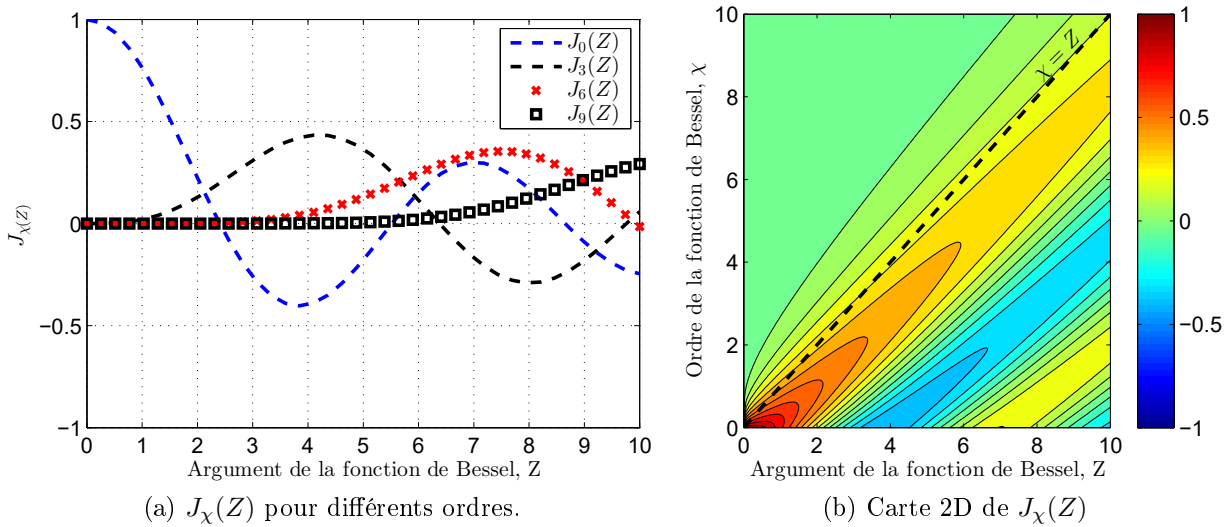 1
0.5
0
−0.5
−1
J_χ(Z)
0 1 2 3 4 5 6 7 8 9 10
Argument de la fonction de Bessel, Z
J_0(Z)
J_3(Z)
J_6(Z)
J_9(Z)
(a) J_χ(Z) pour différents ordres.
10
8
6
4
2
0
Ordre de la fonction de Bessel, χ
χ = Z
0 2 4 6 8 10
Argument de la fonction de Bessel, Z
1
0.5
0
−0.5
−1
(b) Carte 2D de J_χ(Z)